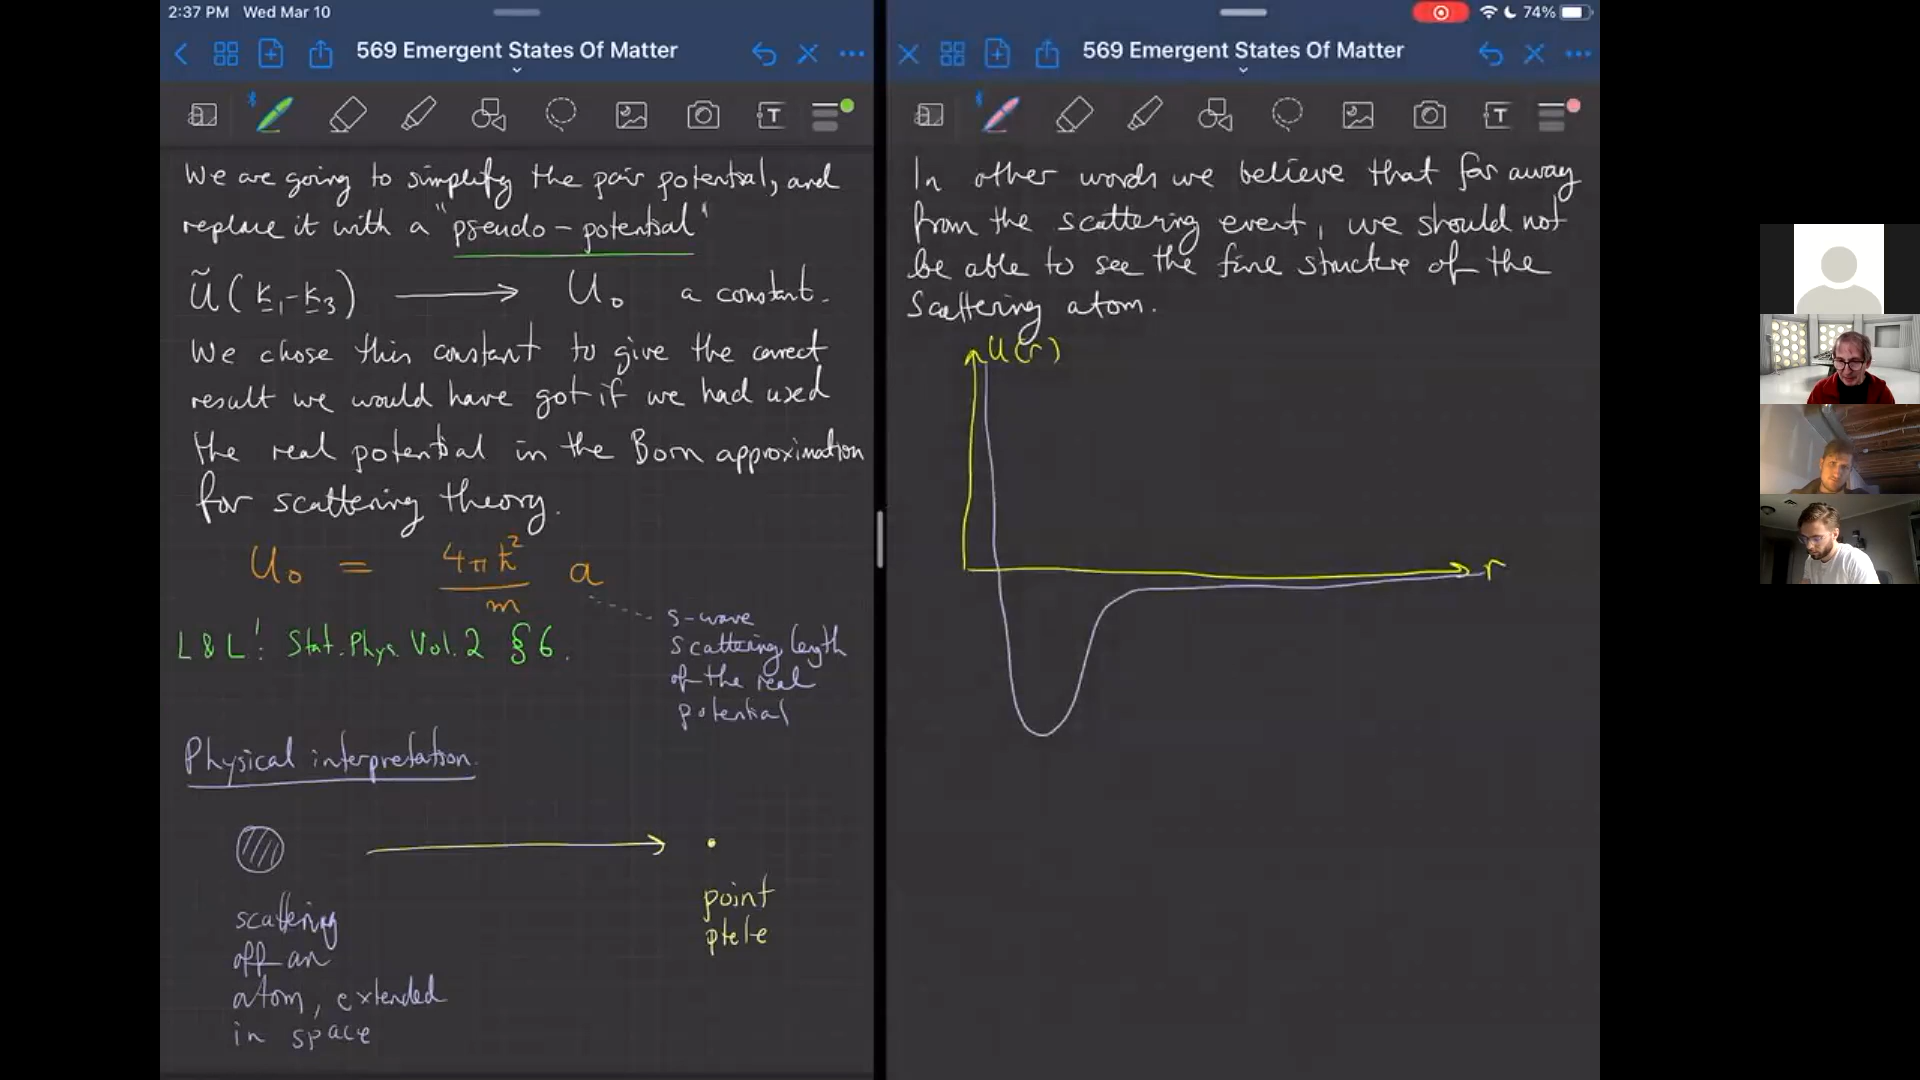 2:37 PM Wed Mar 10
74%
569 Emergent States Of Matter
We are going to simplify the pair potential, and
replace it with a "pseudo-potential"
Ũ(k₁-k₃) ⟶ U₀ a constant.
We chose this constant to give the correct
result we would have got if we had used
the real potential in the Born approximation
for scattering theory.
U₀ = 4πħ²/m a
s-wave
scattering length
of the real
potential
L & L: Stat. Phys. Vol. 2 § 6.
Physical interpretation.
scattering
off an
atom, extended
in space
point
ptcle
569 Emergent States Of Matter
In other words we believe that far away
from the scattering event, we should not
be able to see the fine structure of the
scattering atom.
U(r)
r